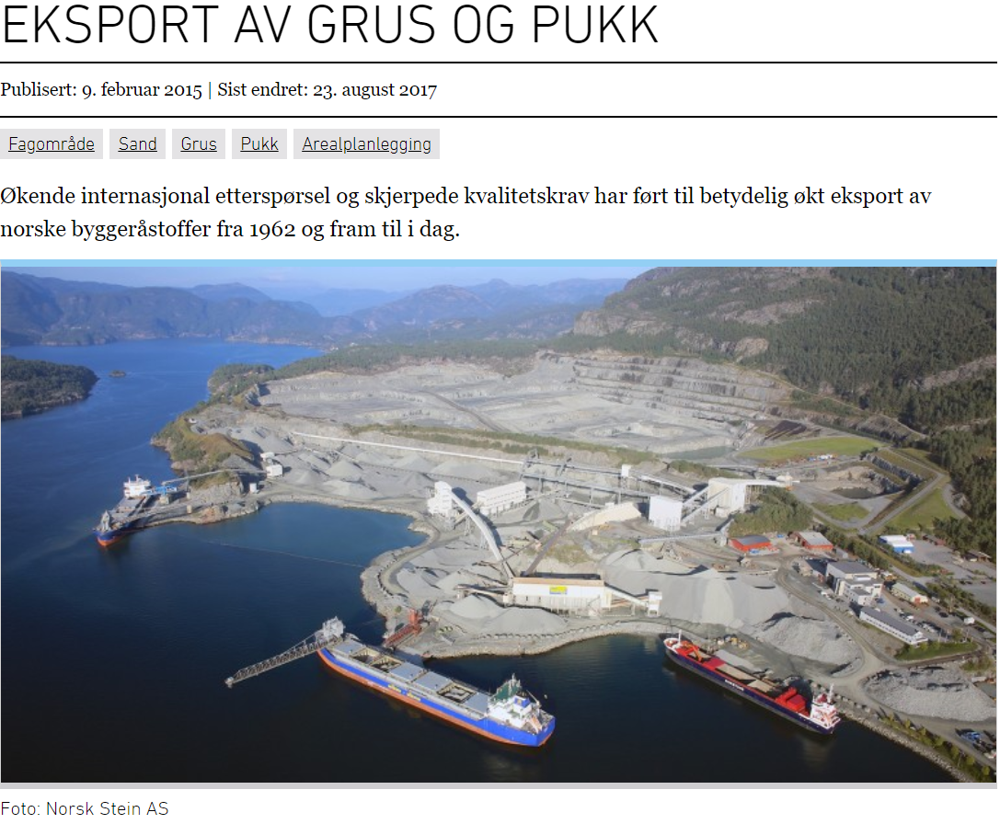 EKSPORT AV GRUS OG PUKK
Publisert: 9. februar 2015 | Sist endret: 23. august 2017
Fagområde Sand Grus Pukk Arealplanlegging
Økende internasjonal etterspørsel og skjerpede kvalitetskrav har ført til betydelig økt eksport av
norske byggeråstoffer fra 1962 og fram til i dag.
Foto: Norsk Stein AS